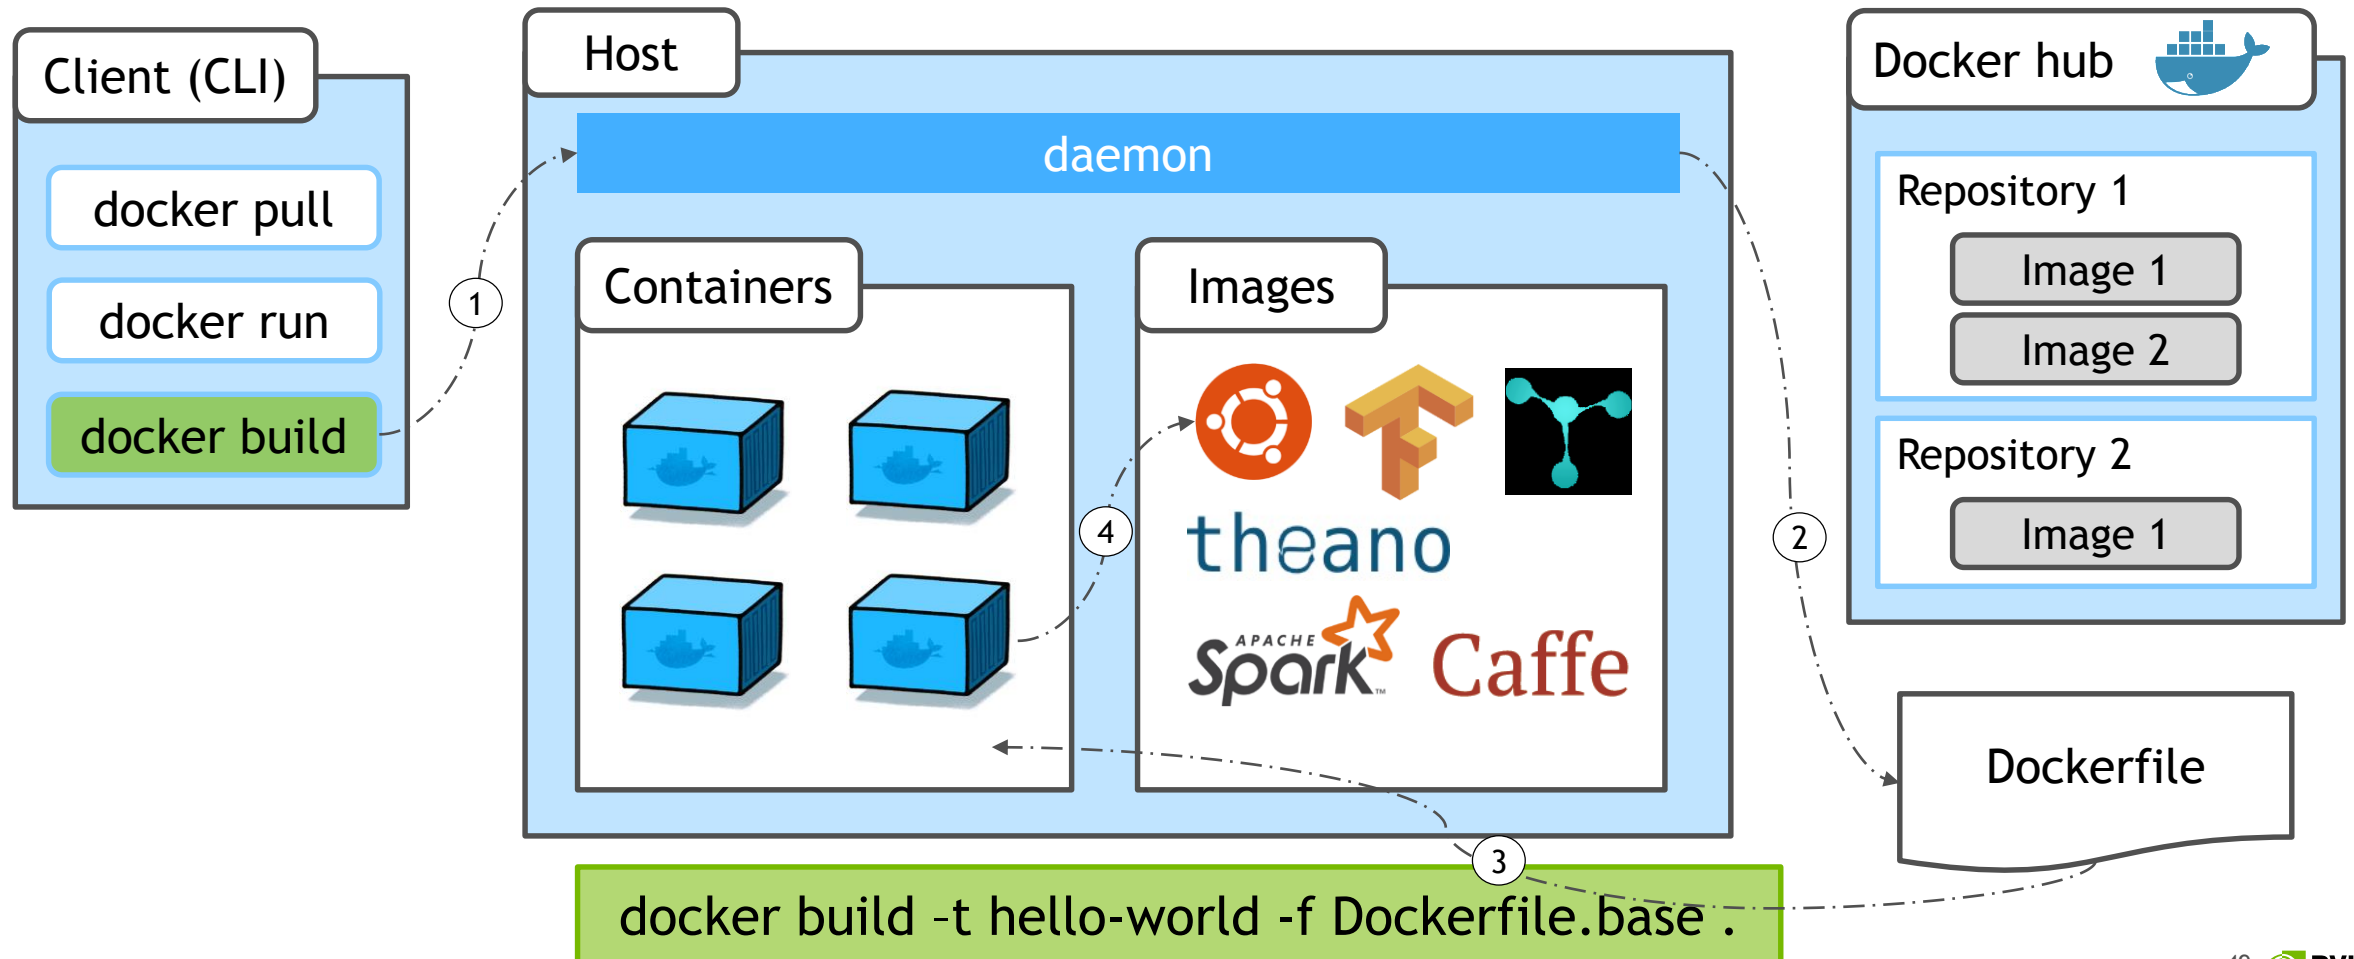 Client (CLI)
docker pull
docker run
docker build
1
Host
daemon
Containers
4
Images
theano
APACHE
Spark
TM
Caffe
2
3
Docker hub
Repository 1
Image 1
Image 2
Repository 2
Image 1
Dockerfile
docker build –t hello-world -f Dockerfile.base .